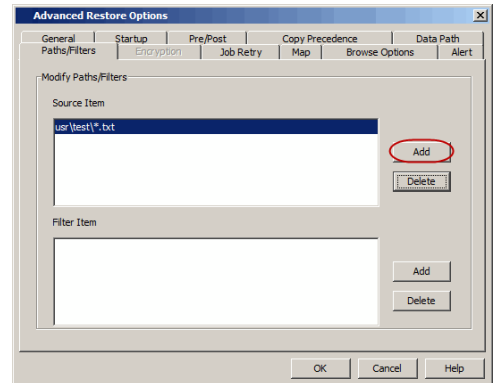 Advanced Restore Options
General Startup Pre/Post Copy Precedence Data Path
Paths/Filters Encryption Job Retry Map Browse Options Alert
Modify Paths/Filters
Source Item
usr\test\*.txt
Add
Delete
Filter Item
Add
Delete
OK Cancel Help